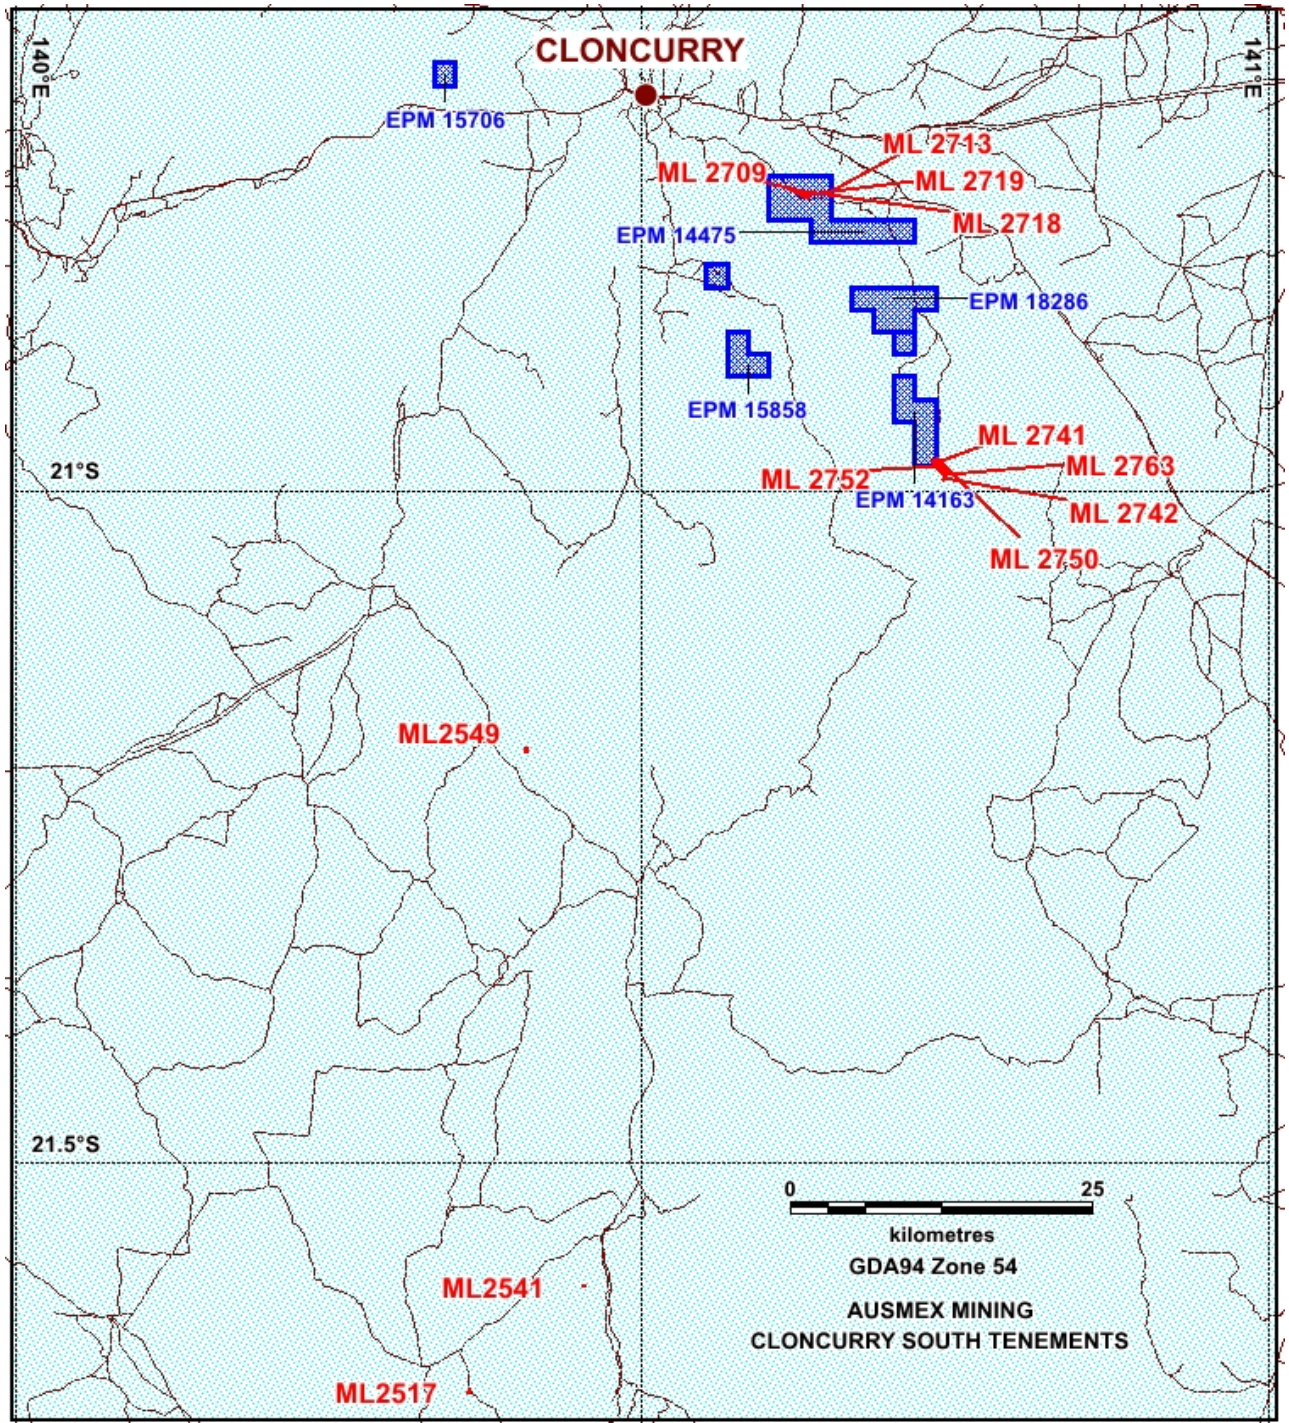 140°E
CLONCURRY
141°E
EPM 15706
ML 2713
ML 2709
ML 2719
ML 2718
EPM 14475
EPM 18286
EPM 15858
ML 2741
21°S
ML 2763
ML 2752
EPM 14163
ML 2742
ML 2750
ML2549
21.5°S
0 25
kilometres
GDA94 Zone 54
ML2541
AUSMEX MINING
CLONCURRY SOUTH TENEMENTS
ML2517